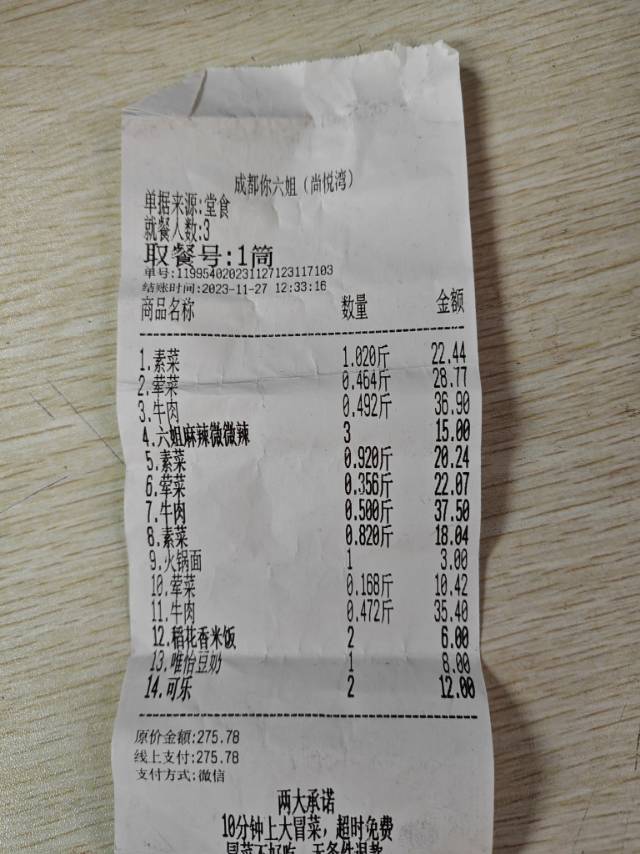 成都你六姐（尚悦湾）
单据来源:堂食
就餐人数:3
取餐号:1筒
单号:119954020231127123117103
结账时间:2023-11-27 12:33:16
商品名称 数量 金额
1.素菜 1.020斤 22.44
2.荤菜 0.464斤 28.77
3.牛肉 0.492斤 36.90
4.六姐麻辣微微辣 3 15.00
5.素菜 0.920斤 20.24
6.荤菜 0.356斤 22.07
7.牛肉 0.500斤 37.50
8.素菜 0.820斤 18.04
9.火锅面 1 3.00
10.荤菜 0.168斤 10.42
11.牛肉 0.472斤 35.40
12.稻花香米饭 2 6.00
13.唯怡豆奶 1 8.00
14.可乐 2 12.00
原价金额:275.78
线上支付:275.78
支付方式:微信
两大承诺
10分钟上大冒菜，超时免费
冒菜不好吃，无条件退款